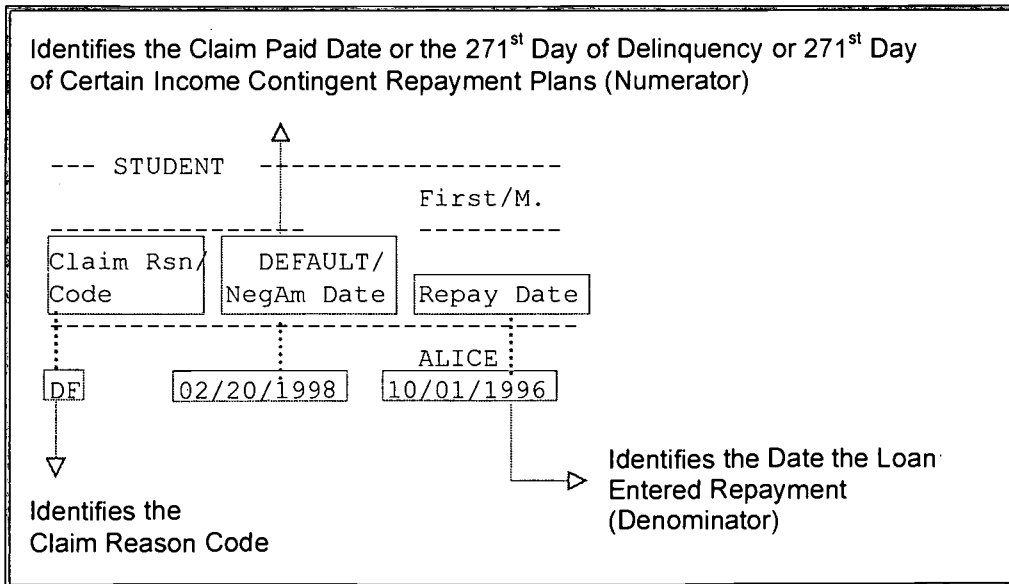 Identifies the Claim Paid Date or the 271st Day of Delinquency or 271st Day
of Certain Income Contingent Repayment Plans (Numerator)
--- STUDENT ----------------
First/M.
Claim Rsn/ DEFAULT/
Code NegAm Date Repay Date
ALICE
DF 02/20/1998 10/01/1996
Identifies the Date the Loan
Entered Repayment
(Denominator)
Identifies the
Claim Reason Code